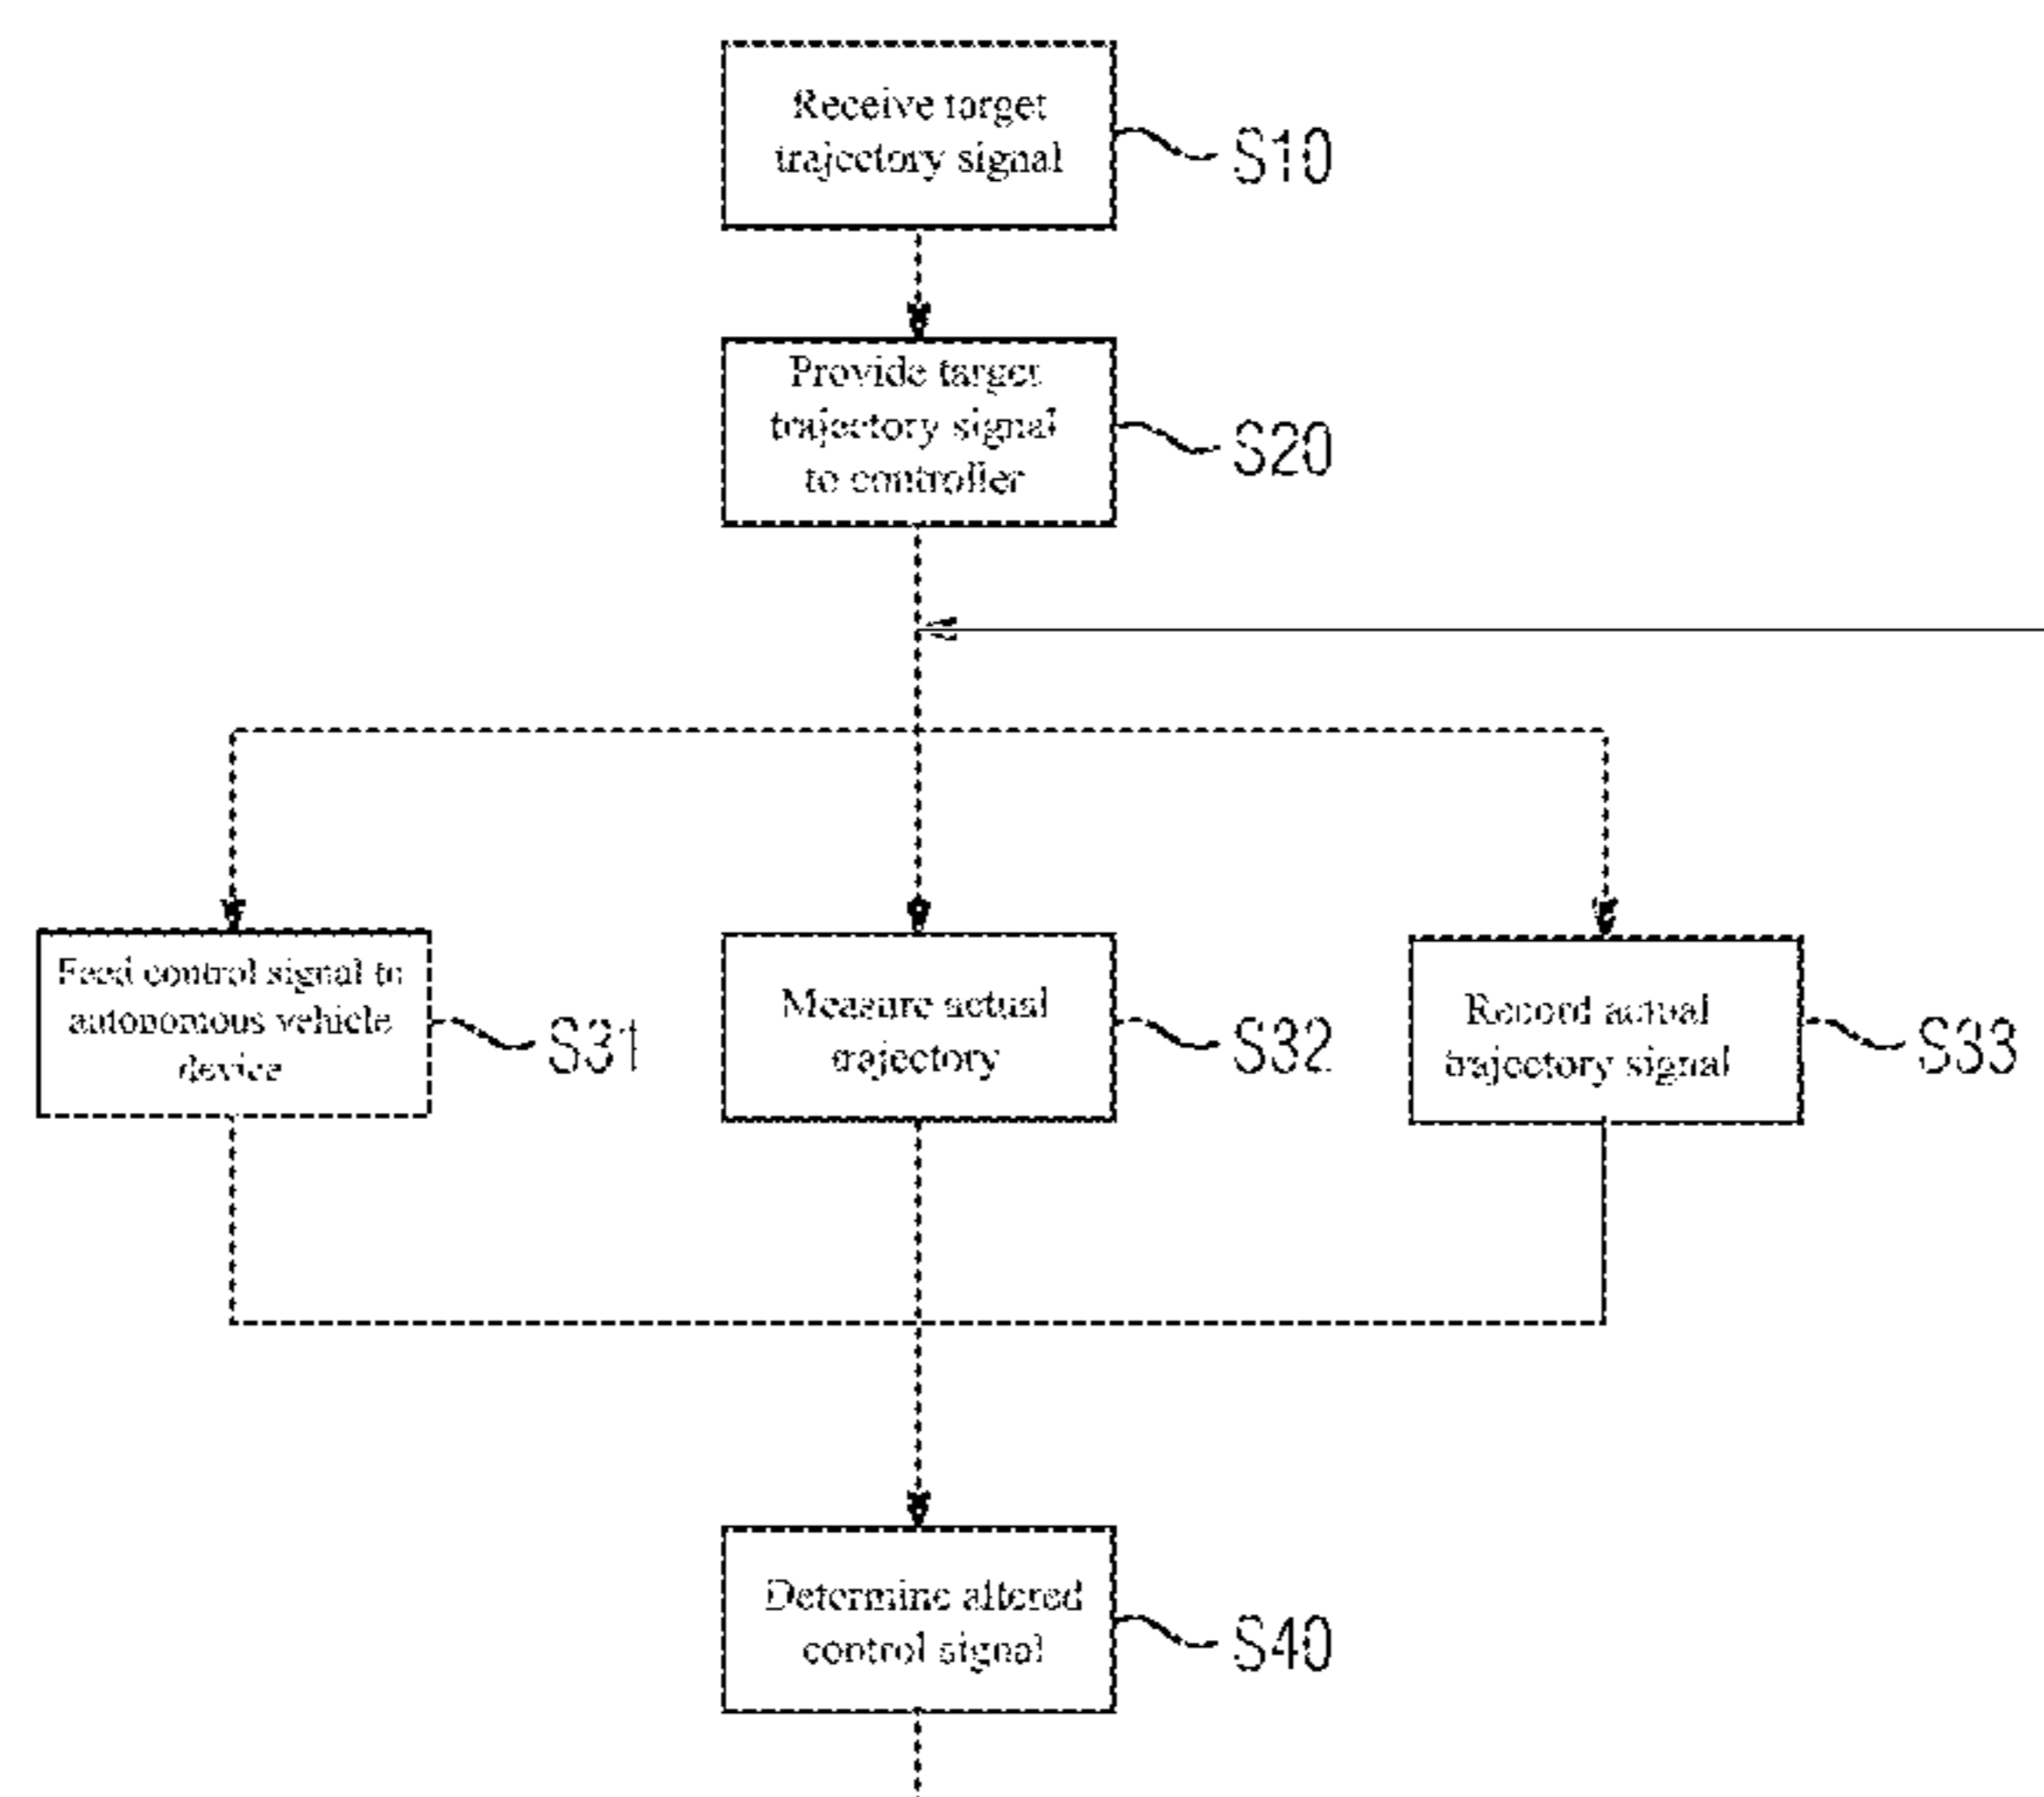 Receive target
trajectory signal
S10
Provide target
trajectory signal
to controller
S20
Feed control signal to
autonomous vehicle
device
S31
Measure actual
trajectory
S32
Record actual
trajectory signal
S33
Determine altered
control signal
S40